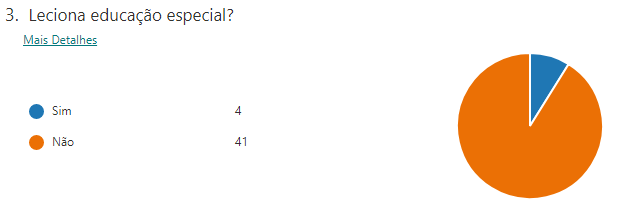 3. Leciona educação especial?
Mais Detalhes
Sim 4
Não 41